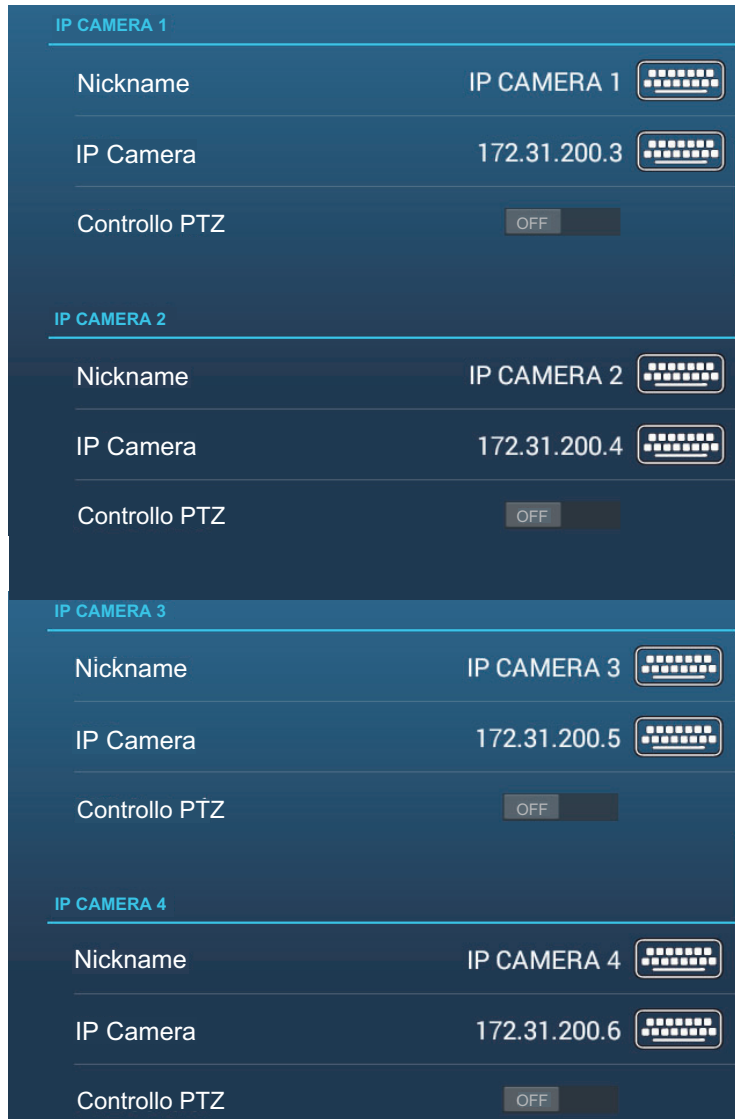 IP CAMERA 1
Nickname IP CAMERA 1
IP Camera 172.31.200.3
Controllo PTZ OFF
IP CAMERA 2
Nickname IP CAMERA 2
IP Camera 172.31.200.4
Controllo PTZ OFF
IP CAMERA 3
Nickname IP CAMERA 3
IP Camera 172.31.200.5
Controllo PTZ OFF
IP CAMERA 4
Nickname IP CAMERA 4
IP Camera 172.31.200.6
Controllo PTZ OFF